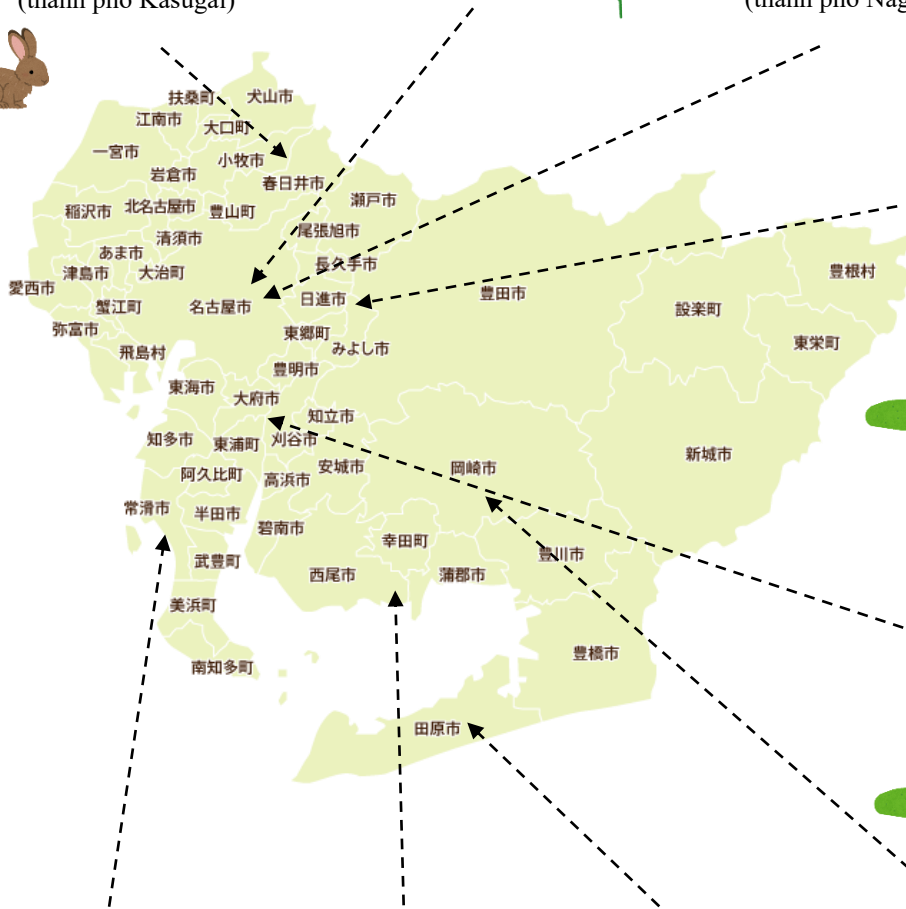 (thành phố Kasugai)
(thành phố Nag
扶桑町
犬山市
江南市
大口町
一宮市
小牧市
岩倉市
春日井市
瀬戸市
稲沢市
北名古屋市
豊山町
尾張旭市
清須市
あま市
長久手市
津島市
大治町
豊根村
愛西市
日進市
豊田市
蟹江町
名古屋市
設楽町
弥富市
東郷町
東栄町
みよし市
飛島村
豊明市
東海市
大府市
知立市
知多市
東浦町
刈谷市
新城市
阿久比町
安城市
岡崎市
高浜市
常滑市
半田市
碧南市
幸田町
豊川市
武豊町
西尾市
蒲郡市
美浜町
豊橋市
南知多町
田原市